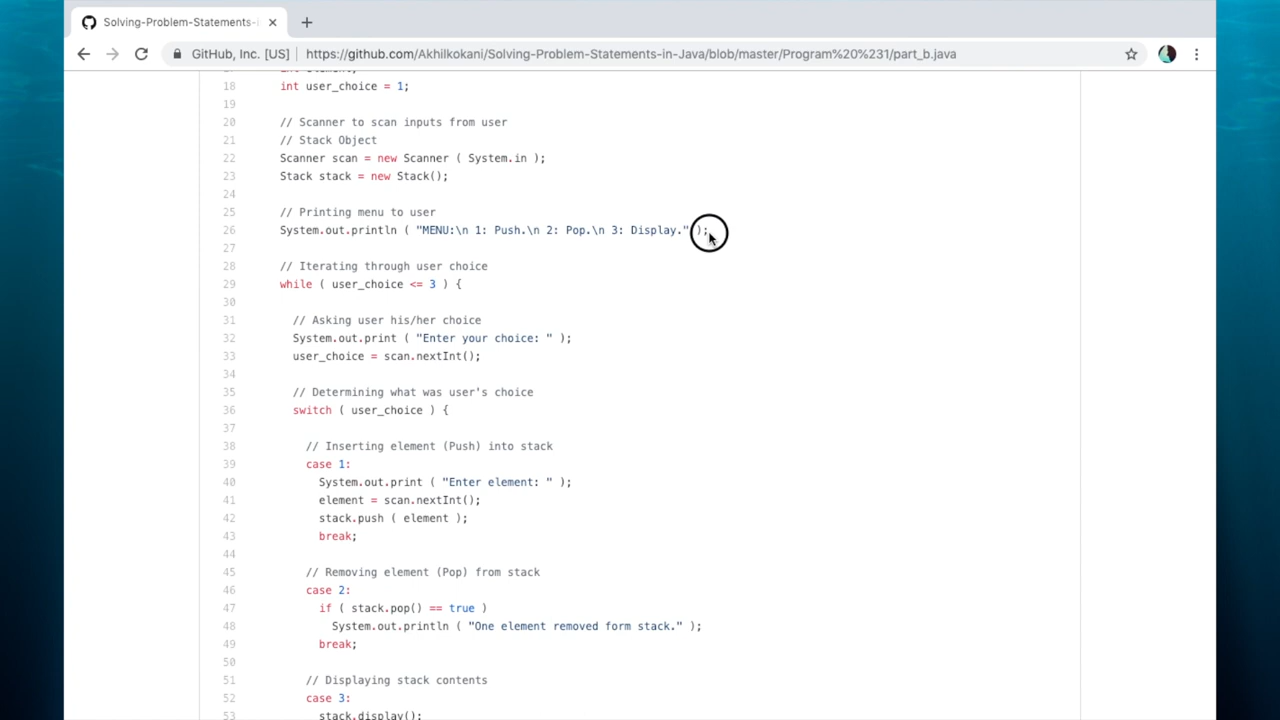 Solving-Problem-Statements-
GitHub, Inc. [US] https://github.com/Akhilkokani/Solving-Problem-Statements-in-Java/blob/master/Program%20%231/part_b.java
17 int element;
18 int user_choice = 1;
19
20 // Scanner to scan inputs from user
21 // Stack Object
22 Scanner scan = new Scanner ( System.in );
23 Stack stack = new Stack();
24
25 // Printing menu to user
26 System.out.println ( "MENU:\n 1: Push.\n 2: Pop.\n 3: Display." );
27
28 // Iterating through user choice
29 while ( user_choice <= 3 ) {
30
31 // Asking user his/her choice
32 System.out.print ( "Enter your choice: " );
33 user_choice = scan.nextInt();
34
35 // Determining what was user's choice
36 switch ( user_choice ) {
37
38 // Inserting element (Push) into stack
39 case 1:
40 System.out.print ( "Enter element: " );
41 element = scan.nextInt();
42 stack.push ( element );
43 break;
44
45 // Removing element (Pop) from stack
46 case 2:
47 if ( stack.pop() == true )
48 System.out.println ( "One element removed form stack." );
49 break;
50
51 // Displaying stack contents
52 case 3:
53 stack.display();